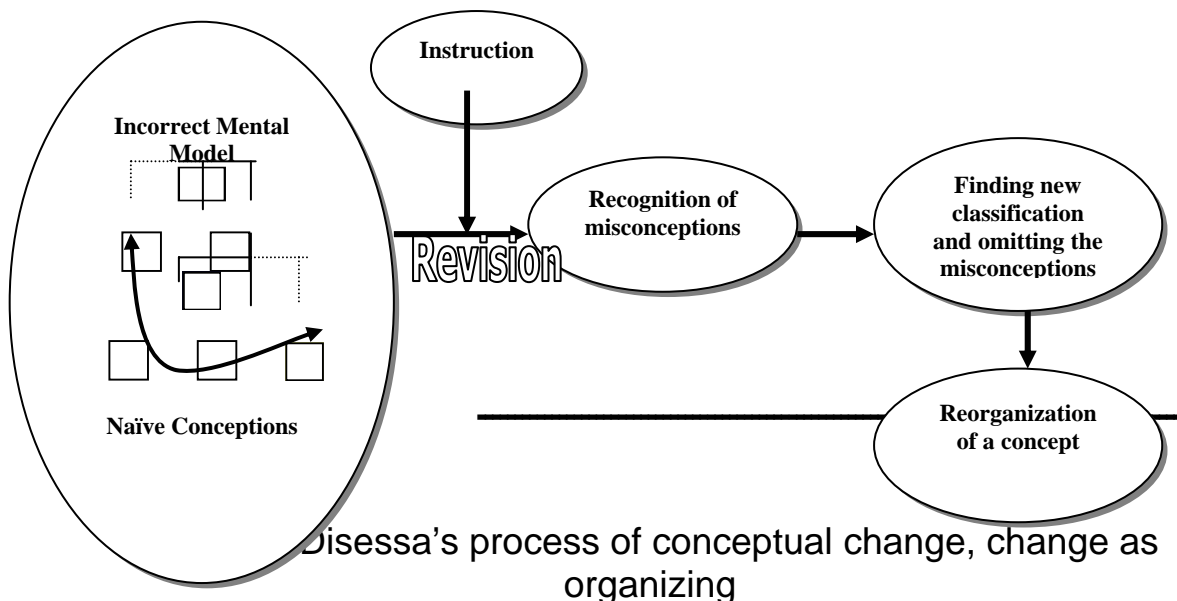 Instruction
Incorrect Mental
Model
Recognition of
misconceptions
Finding new
classification
and omitting the
misconceptions
Revision
Reorganization
of a concept
Naïve Conceptions
Disessa's process of conceptual change, change as
organizing